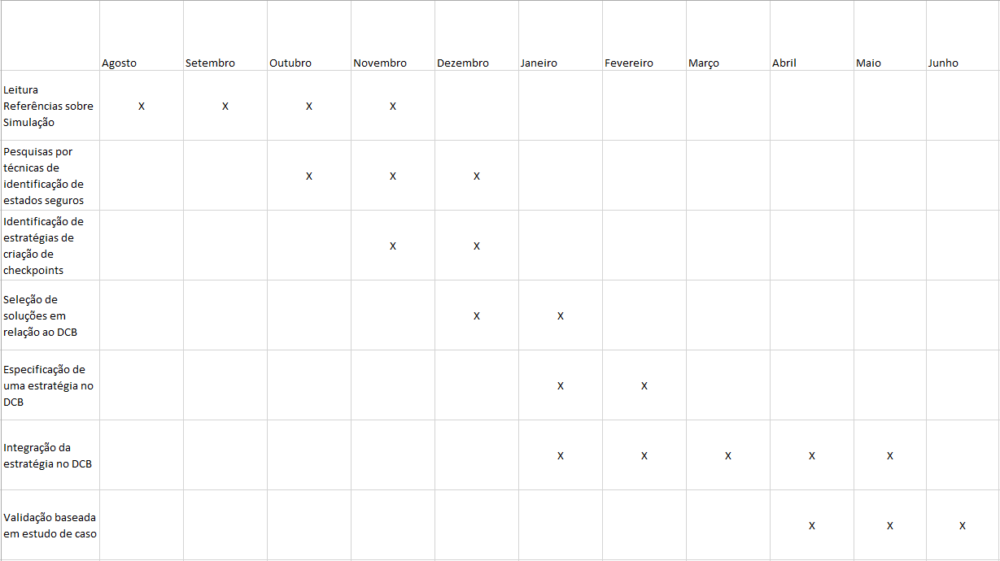 Agosto Setembro Outubro Novembro Dezembro Janeiro Fevereiro Março Abril Maio Junho
Leitura
Referências sobre X X X X
Simulação
Pesquisas por
técnicas de
identificação de X X X
estados seguros
Identificação de
estratégias de
criação de X X
checkpoints
Seleção de
soluções em X X
relação ao DCB
Especificação de
uma estratégia no X X
DCB
Integração da
estratégia no DCB X X X X X
Validação baseada
em estudo de caso X X X